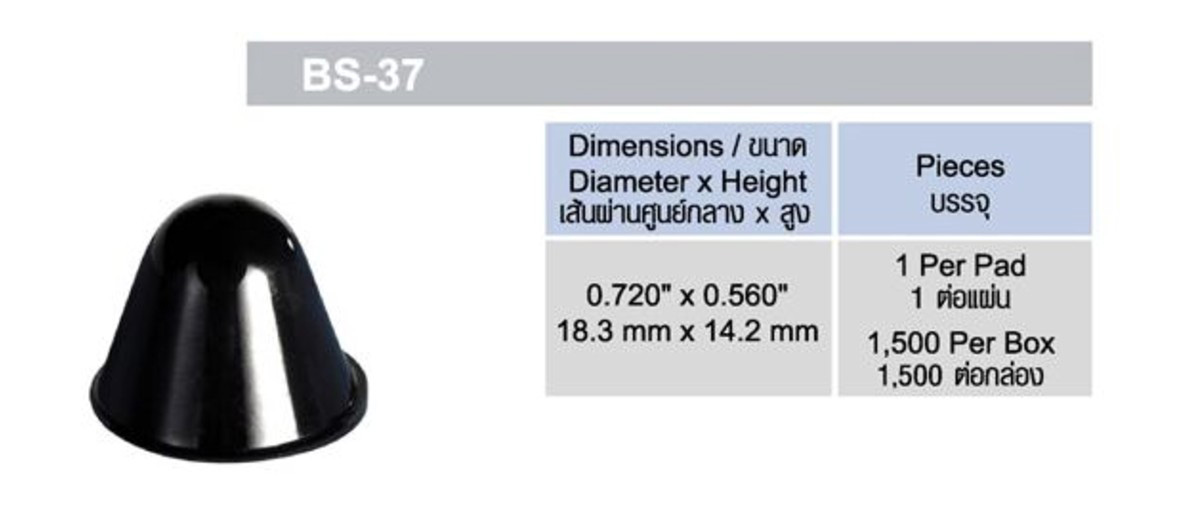 BS-37
Dimensions / ขนาด
Diameter x Height
เส้นผ่านศูนย์กลาง x สูง
Pieces
บรรจุ
0.720" x 0.560"
18.3 mm x 14.2 mm
1 Per Pad
1 ต่อแผ่น
1,500 Per Box
1,500 ต่อกล่อง